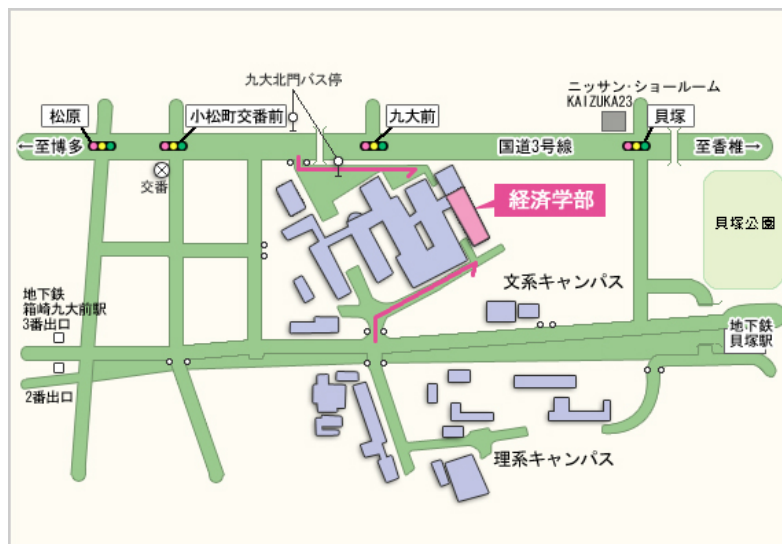 九大北門バス停
ニッサン・ショールーム
KAIZUKA23
松原
小松町交番前
九大前
貝塚
←至博多
国道3号線
至香椎→
交番
経済学部
貝塚公園
文系キャンパス
地下鉄
箱崎九大前駅
3番出口
地下鉄
貝塚駅
2番出口
理系キャンパス